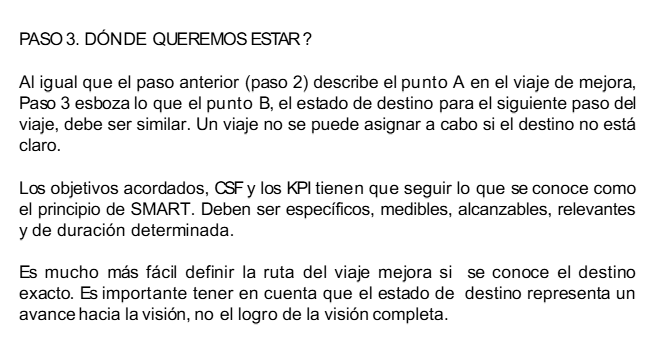 PASO 3. DÓNDE QUEREMOS ESTAR?
Al igual que el paso anterior (paso 2) describe el punto A en el viaje de mejora,
Paso 3 esboza lo que el punto B, el estado de destino para el siguiente paso del
viaje, debe ser similar. Un viaje no se puede asignar a cabo si el destino no está
claro.
Los objetivos acordados, CSF y los KPI tienen que seguir lo que se conoce como
el principio de SMART. Deben ser específicos, medibles, alcanzables, relevantes
y de duración determinada.
Es mucho más fácil definir la ruta del viaje mejora si se conoce el destino
exacto. Es importante tener en cuenta que el estado de destino representa un
avance hacia la visión, no el logro de la visión completa.